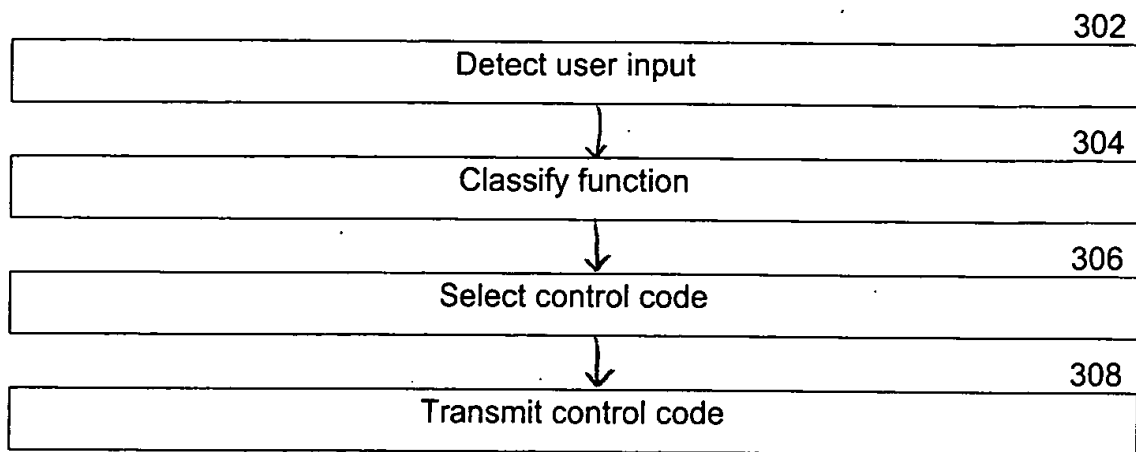 302
Detect user input
304
Classify function
306
Select control code
308
Transmit control code